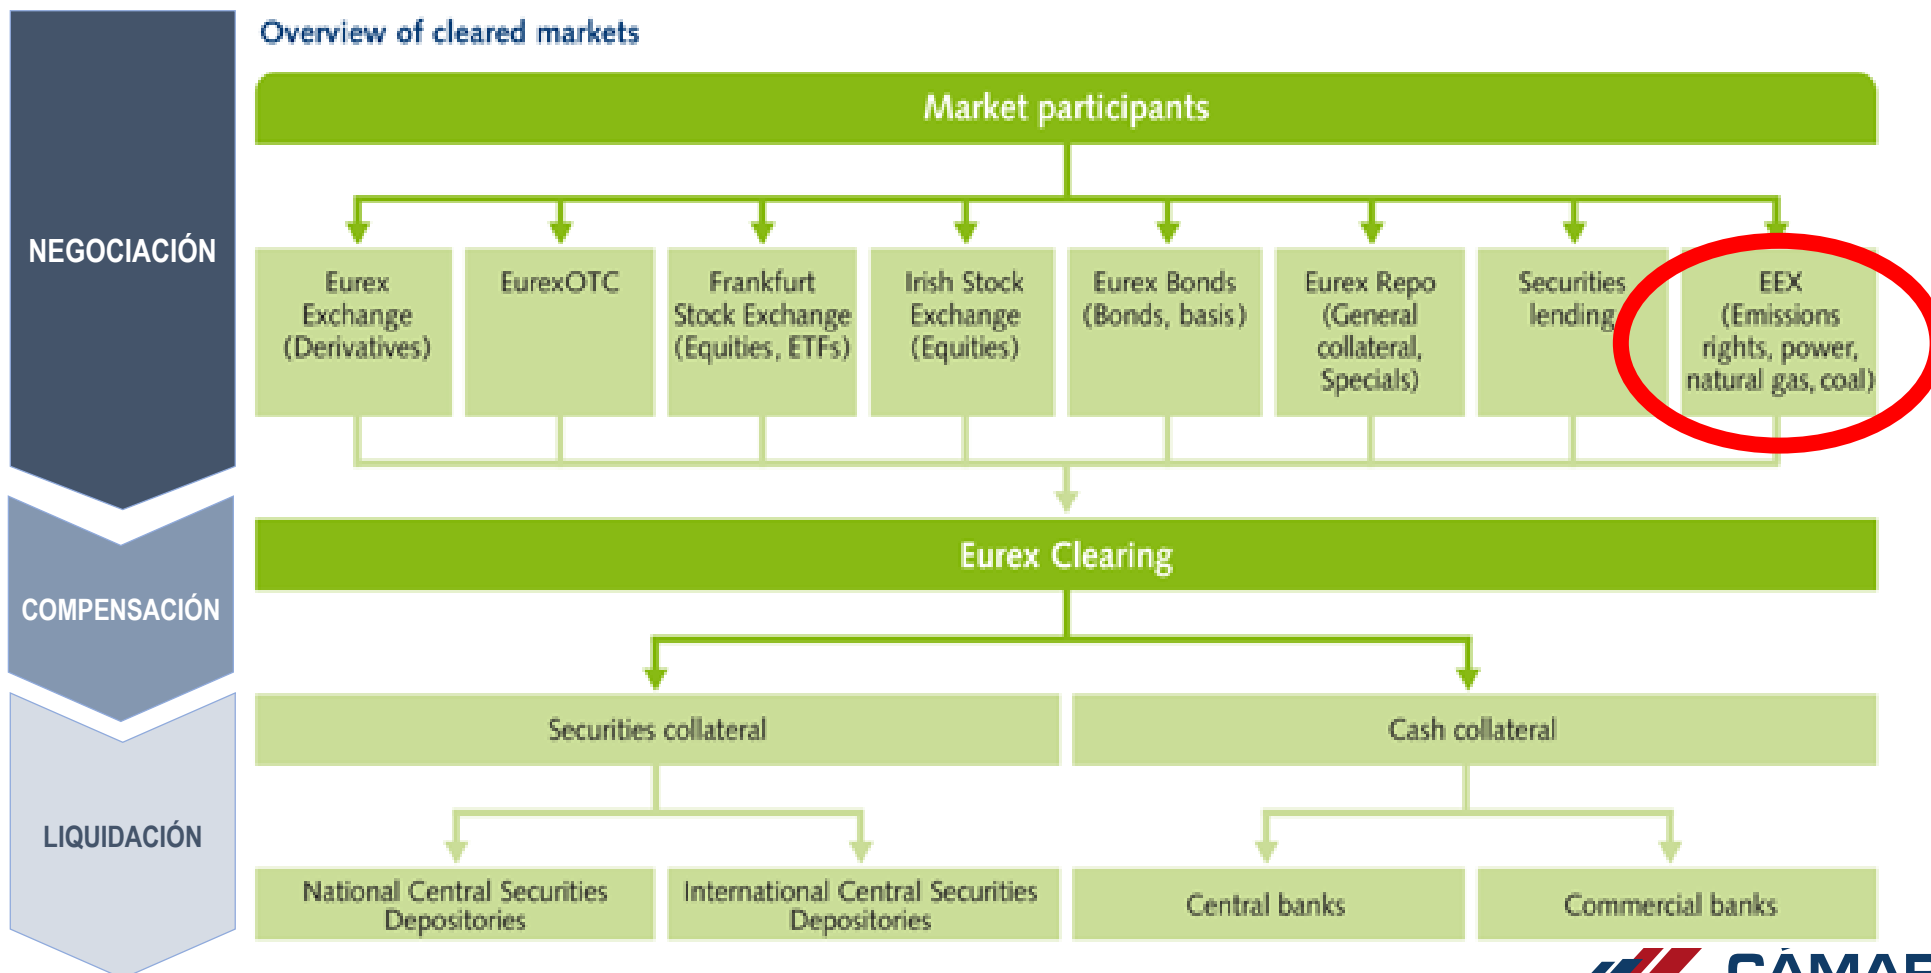 Overview of cleared markets
Market participants
NEGOCIACIÓN
Eurex
Exchange
(Derivatives)
EurexOTC
Frankfurt
Stock Exchange
(Equities, ETFs)
Irish Stock
Exchange
(Equities)
Eurex Bonds
(Bonds, basis)
Eurex Repo
(General
collateral,
Specials)
Securities
lending
EEX
(Emissions
rights, power,
natural gas, coal)
Eurex Clearing
COMPENSACIÓN
Securities collateral
Cash collateral
LIQUIDACIÓN
National Central Securities
Depositories
International Central Securities
Depositories
Central banks
Commercial banks